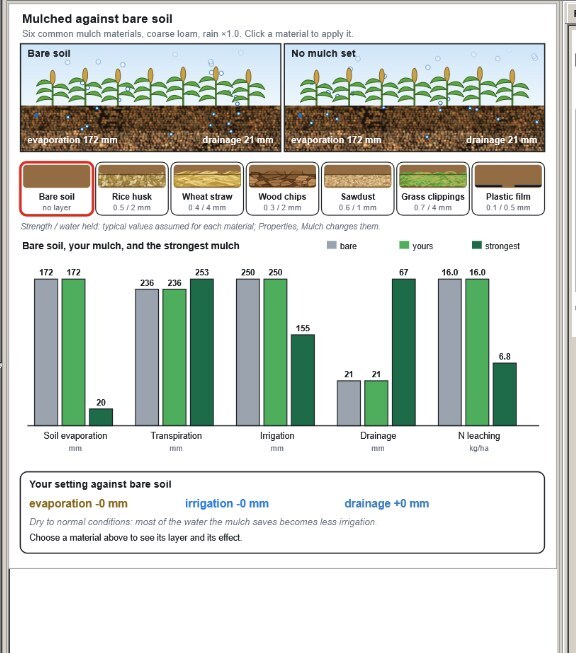 Mulched against bare soil
Six common mulch materials, coarse loam, rain ×1.0. Click a material to apply it.
Bare soil
No mulch set
evaporation 172 mm
drainage 21 mm
evaporation 172 mm
drainage 21 mm
Bare soil
no layer
Rice husk
0.5 / 2 mm
Wheat straw
0.4 / 4 mm
Wood chips
0.3 / 2 mm
Sawdust
0.6 / 1 mm
Grass clippings
0.7 / 4 mm
Plastic film
0.1 / 0.5 mm
Strength / water held: typical values assumed for each material; Properties, Mulch changes them.
Bare soil, your mulch, and the strongest mulch
bare
yours
strongest
172 172 20
236 236 253
250 250 155
21 21 67
16.0 16.0 6.8
Soil evaporation
mm
Transpiration
mm
Irrigation
mm
Drainage
mm
N leaching
kg/ha
Your setting against bare soil
evaporation -0 mm
irrigation -0 mm
drainage +0 mm
Dry to normal conditions: most of the water the mulch saves becomes less irrigation.
Choose a material above to see its layer and its effect.